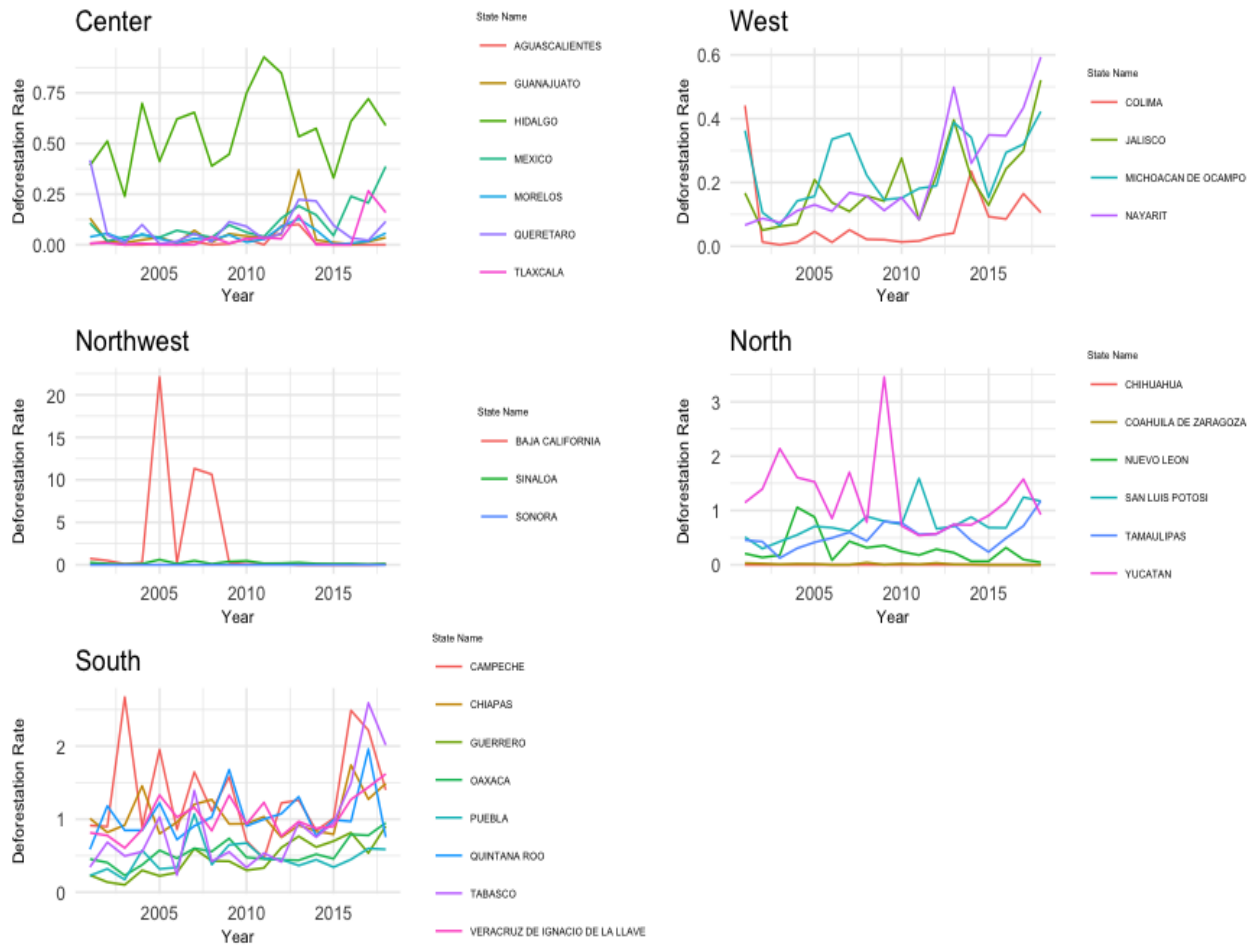 Center
Deforestation Rate
0.75
0.50
0.25
0.00
2005 2010 2015
Year
State Name
AGUASCALIENTES
GUANAJUATO
HIDALGO
MEXICO
MORELOS
QUERETARO
TLAXCALA
West
Deforestation Rate
0.6
0.4
0.2
0.0
2005 2010 2015
Year
State Name
COLIMA
JALISCO
MICHOACAN DE OCAMPO
NAYARIT
Northwest
Deforestation Rate
20
15
10
5
0
2005 2010 2015
Year
State Name
BAJA CALIFORNIA
SINALOA
SONORA
North
Deforestation Rate
3
2
1
0
2005 2010 2015
Year
State Name
CHIHUAHUA
COAHUILA DE ZARAGOZA
NUEVO LEON
SAN LUIS POTOSI
TAMAULIPAS
YUCATAN
South
Deforestation Rate
2
1
0
2005 2010 2015
Year
State Name
CAMPECHE
CHIAPAS
GUERRERO
OAXACA
PUEBLA
QUINTANA ROO
TABASCO
VERACRUZ DE IGNACIO DE LA LLAVE